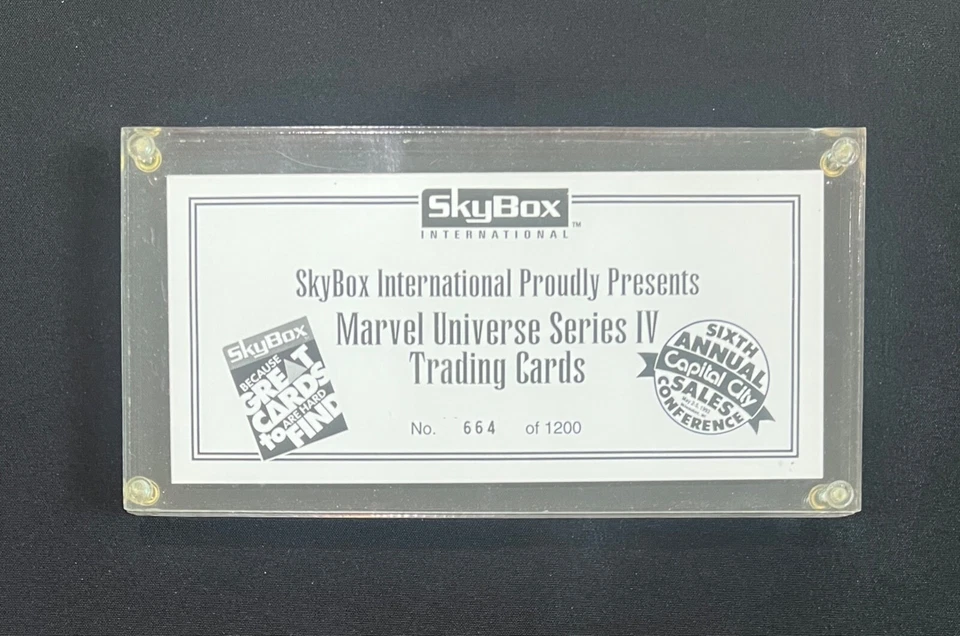 SkyBox
INTERNATIONAL™
SkyBox International Proudly Presents
Marvel Universe Series IV
Trading Cards
SkyBox
BECAUSE
GREAT
CARDS
ARE HARD
to FIND
SIXTH
ANNUAL
Capital City
SALES
CONFERENCE
No. 664 of 1200